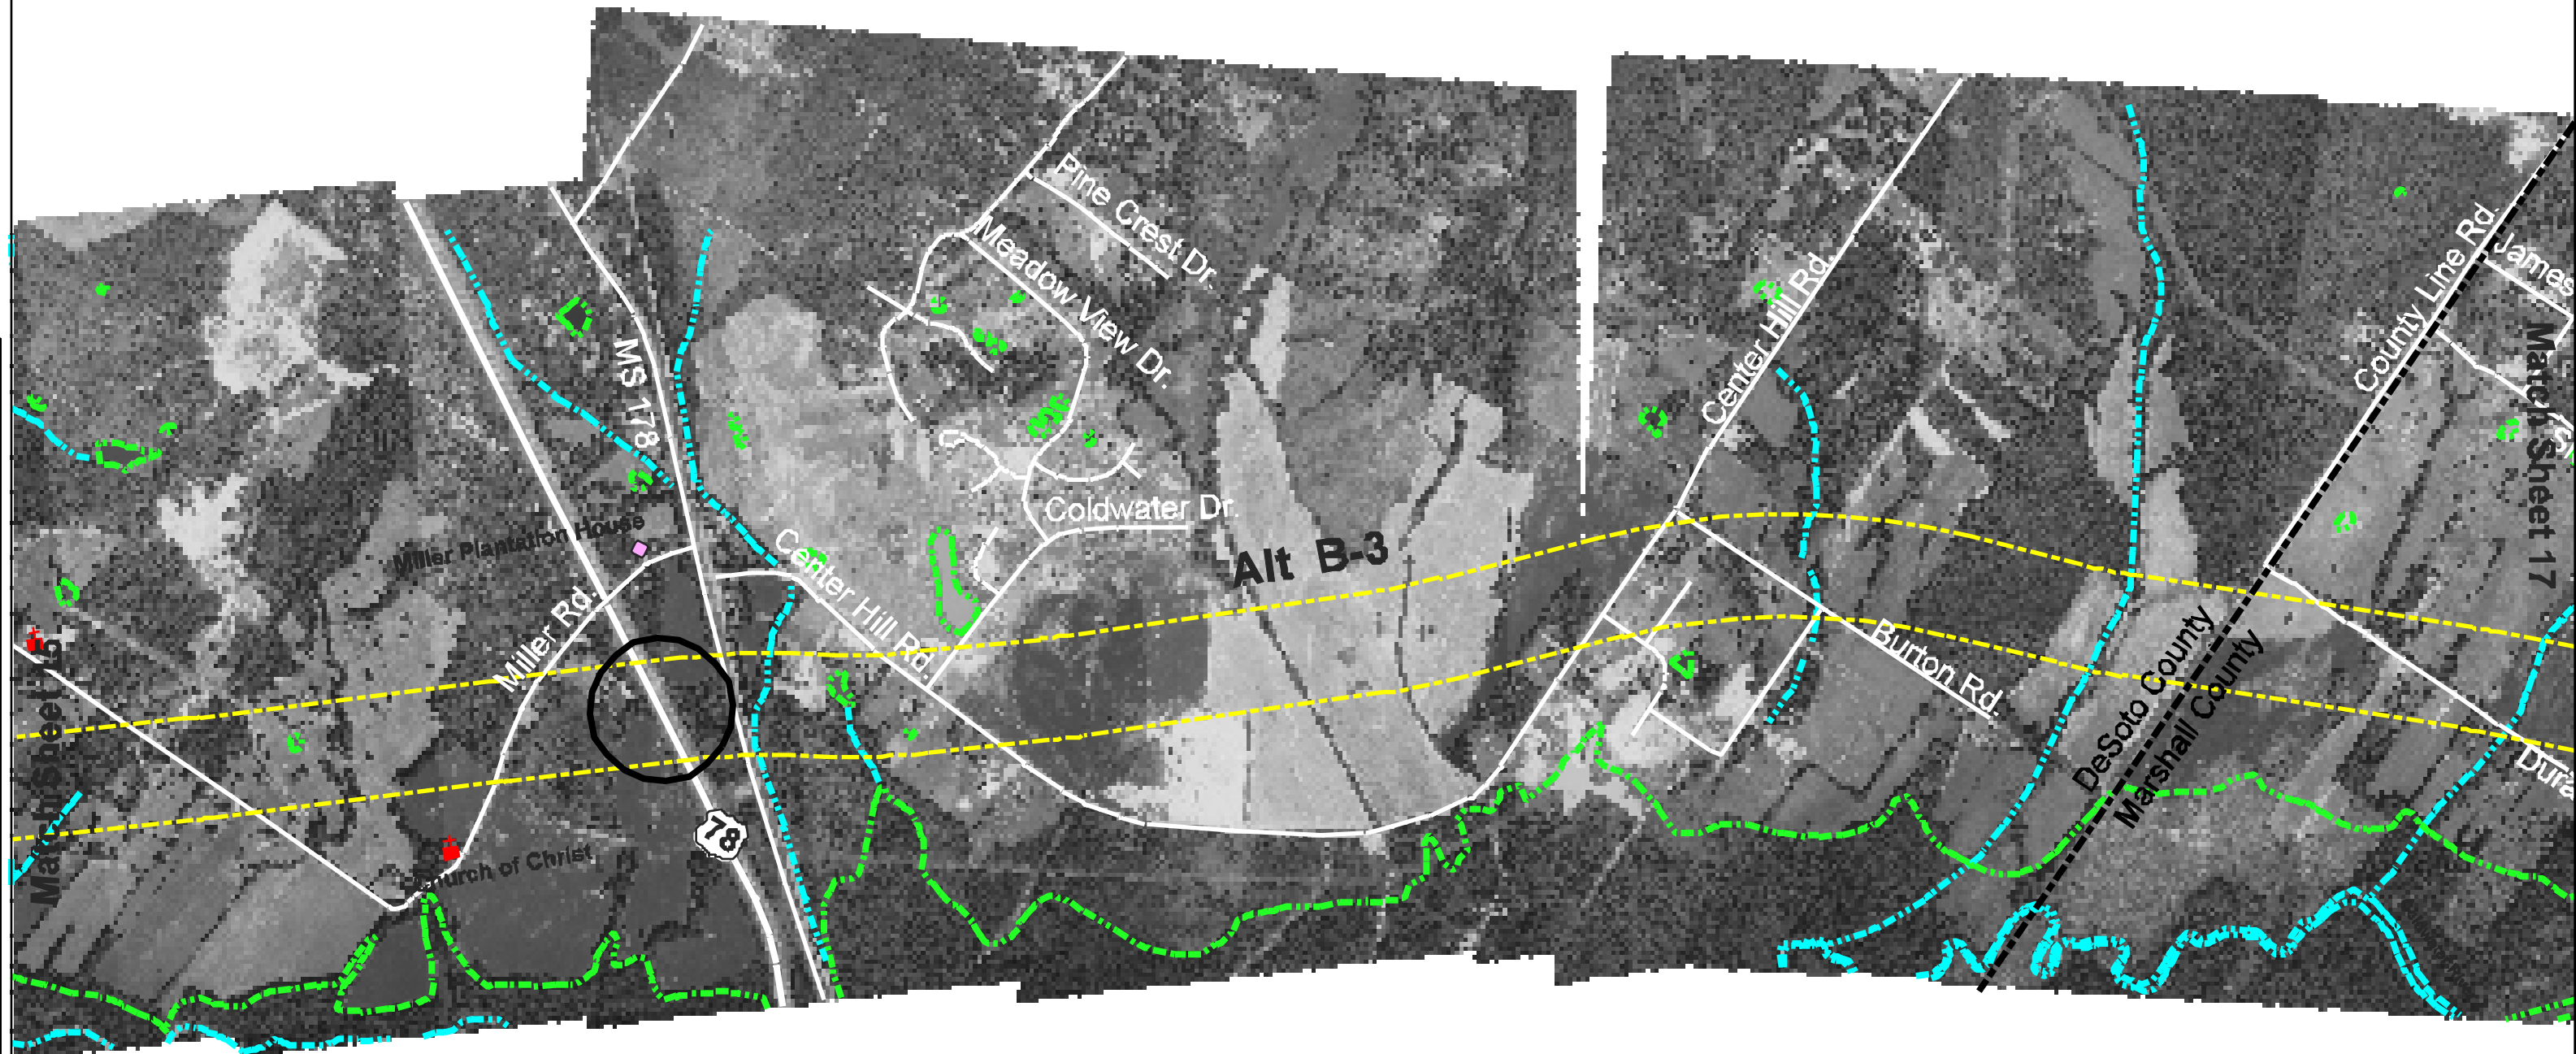 Pine Crest Dr.
Meadow View Dr.
MS 178
Center Hill Rd.
County Line Rd.
James
Match Sheet 17
Coldwater Dr.
Miller Plantation House
Center Hill Rd.
Alt B-3
Miller Rd.
Burton Rd.
DeSoto County
Marshall County
Match Sheet
78
Church of Christ